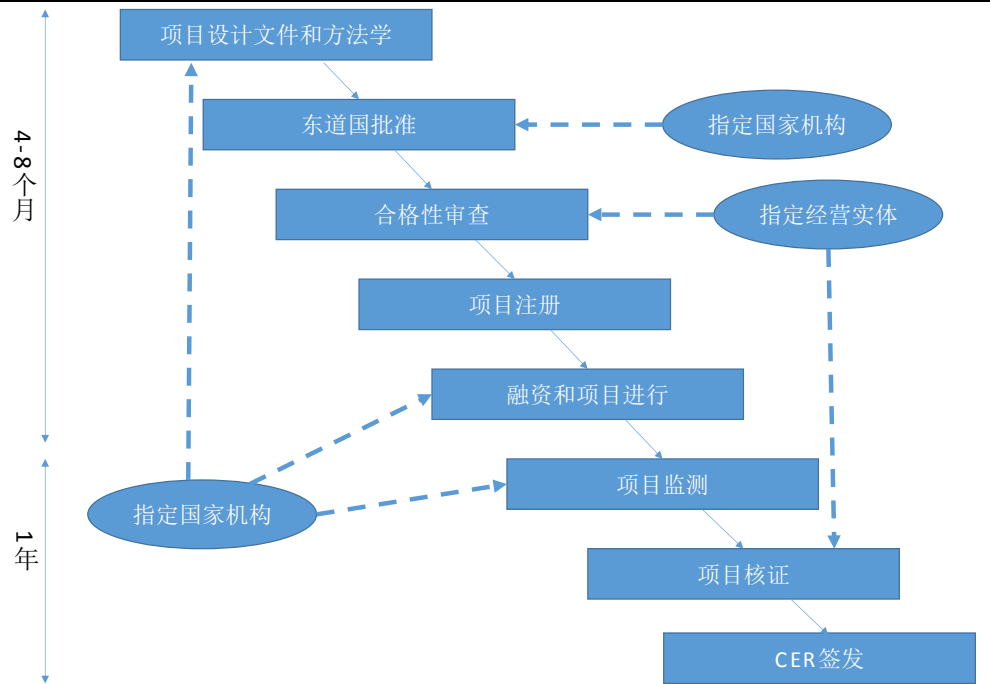 项目设计文件和方法学
东道国批准
指定国家机构
4-8个月
合格性审查
指定经营实体
项目注册
融资和项目进行
项目监测
指定国家机构
1年
项目核证
CER签发